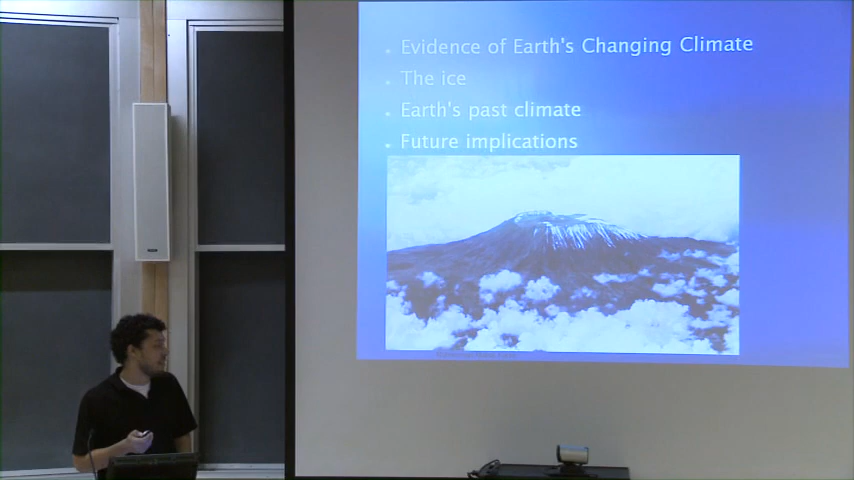 Evidence of Earth's Changing Climate
The ice
Earth's past climate
Future implications